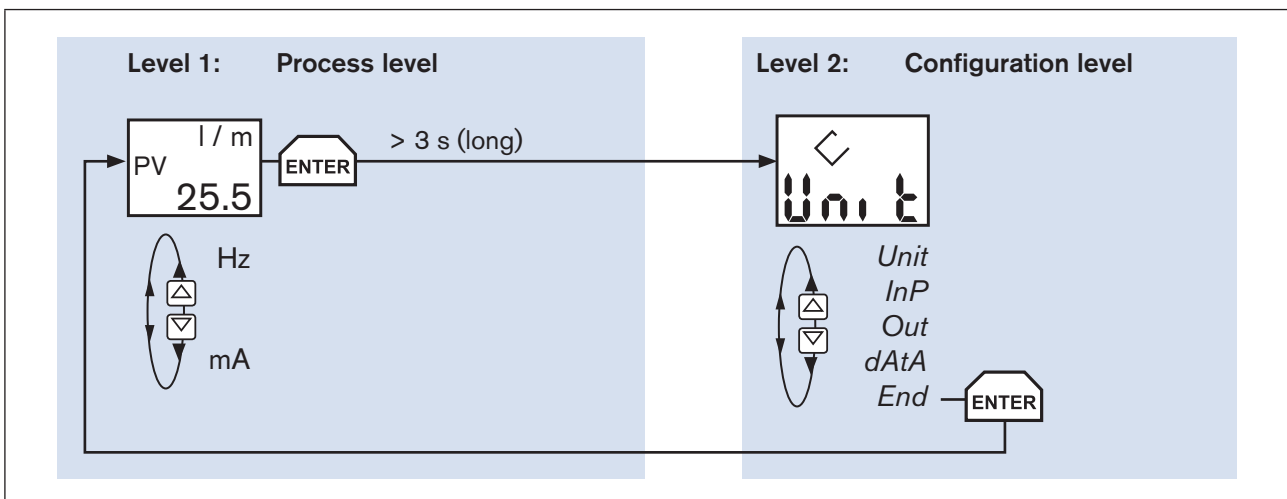 Level 1: Process level
l / m
PV
25.5
ENTER
> 3 s (long)
Hz
mA
Level 2: Configuration level
Unit
Unit
InP
Out
dAtA
End
ENTER